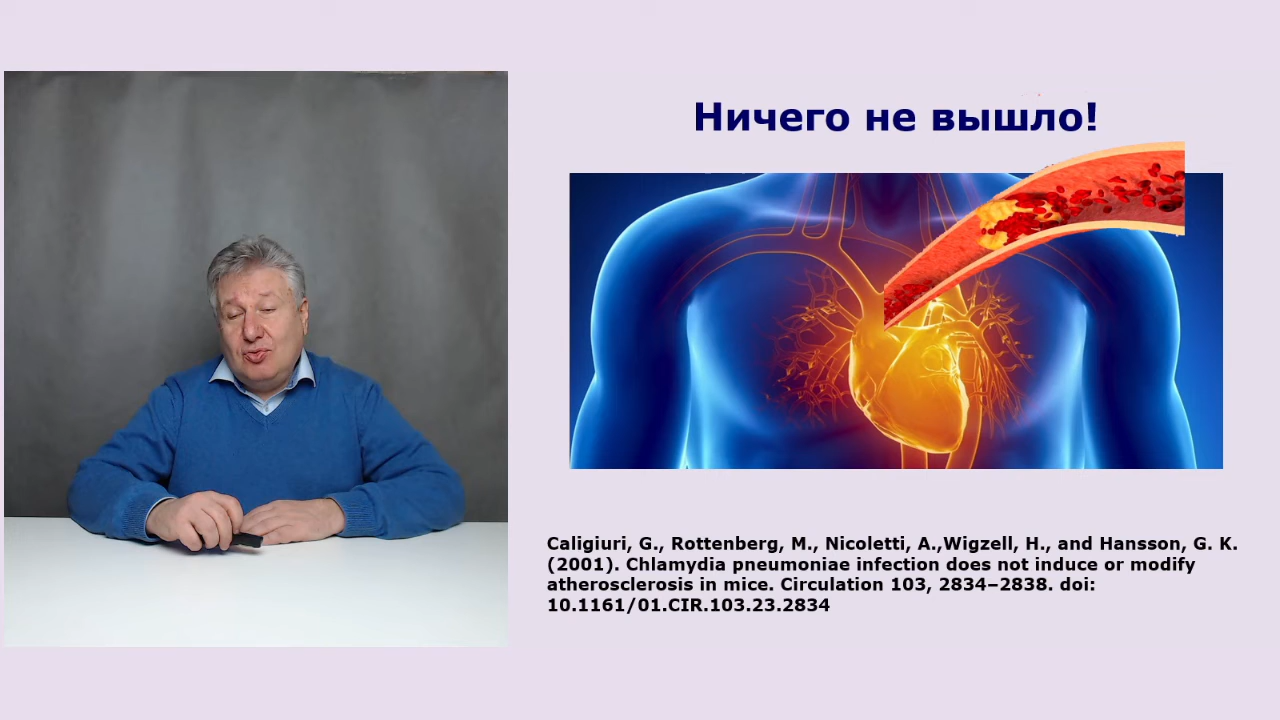 Ничего не вышло!
Caligiuri, G., Rottenberg, M., Nicoletti, A.,Wigzell, H., and Hansson, G. K.
(2001). Chlamydia pneumoniae infection does not induce or modify
atherosclerosis in mice. Circulation 103, 2834–2838. doi:
10.1161/01.CIR.103.23.2834